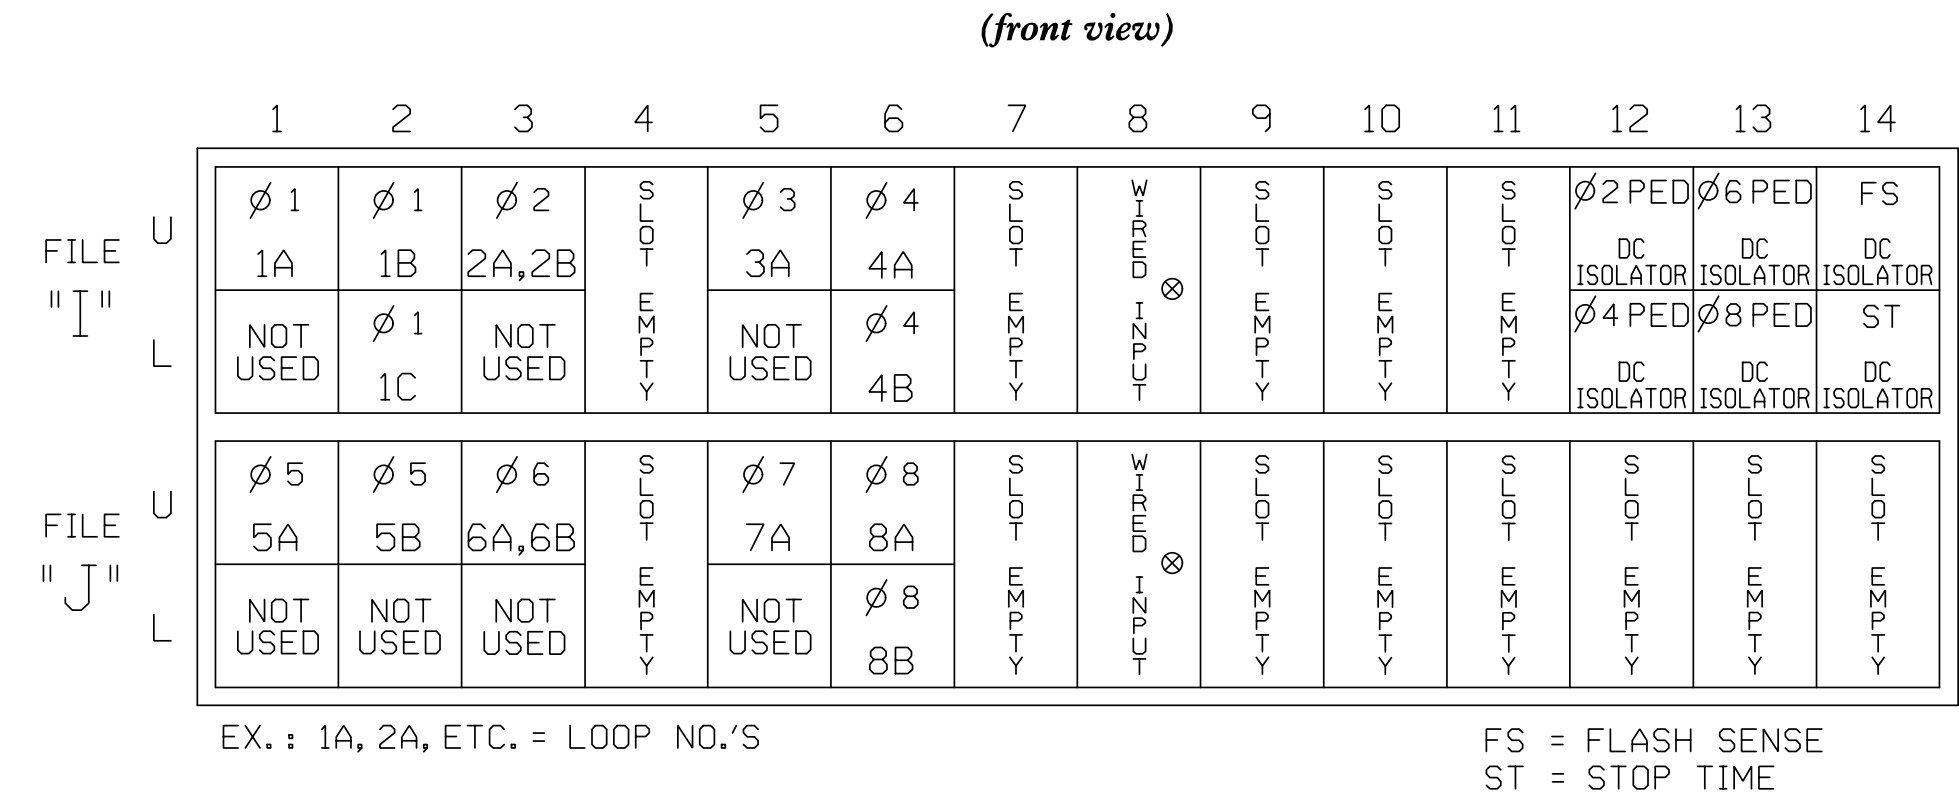 (front view)
1 2 3 4 5 6 7 8 9 10 11 12 13 14
FILE "I"
U
Ø 1 1A
Ø 1 1B
Ø 2 2A,2B
SLOT EMPTY
Ø 3 3A
Ø 4 4A
SLOT EMPTY
WIRED INPUT ⊗
SLOT EMPTY
SLOT EMPTY
SLOT EMPTY
Ø2 PED DC ISOLATOR
Ø6 PED DC ISOLATOR
FS DC ISOLATOR
L
NOT USED
Ø 1 1C
NOT USED
NOT USED
Ø 4 4B
Ø4 PED DC ISOLATOR
Ø8 PED DC ISOLATOR
ST DC ISOLATOR
FILE "J"
U
Ø 5 5A
Ø 5 5B
Ø 6 6A,6B
SLOT EMPTY
Ø 7 7A
Ø 8 8A
SLOT EMPTY
WIRED INPUT ⊗
SLOT EMPTY
SLOT EMPTY
SLOT EMPTY
SLOT EMPTY
SLOT EMPTY
SLOT EMPTY
L
NOT USED
NOT USED
NOT USED
NOT USED
Ø 8 8B
EX.: 1A, 2A, ETC. = LOOP NO.'S
FS = FLASH SENSE
ST = STOP TIME